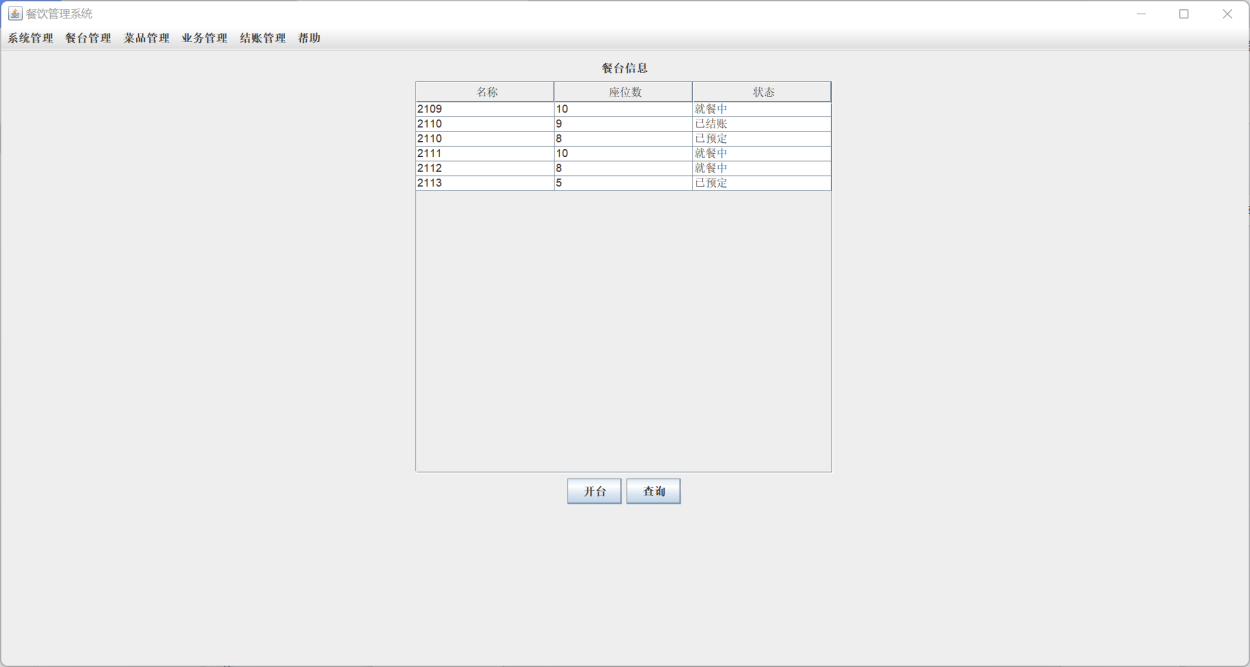 餐饮管理系统
系统管理 餐台管理 菜品管理 业务管理 结账管理 帮助
餐台信息
名称 座位数 状态
2109 10 就餐中
2110 9 已结账
2110 8 已预定
2111 10 就餐中
2112 8 就餐中
2113 5 已预定
开台 查询